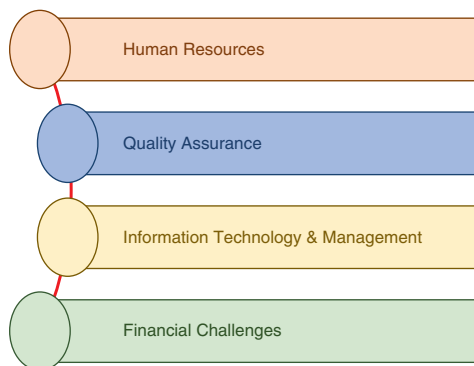 Human Resources
Quality Assurance
Information Technology & Management
Financial Challenges